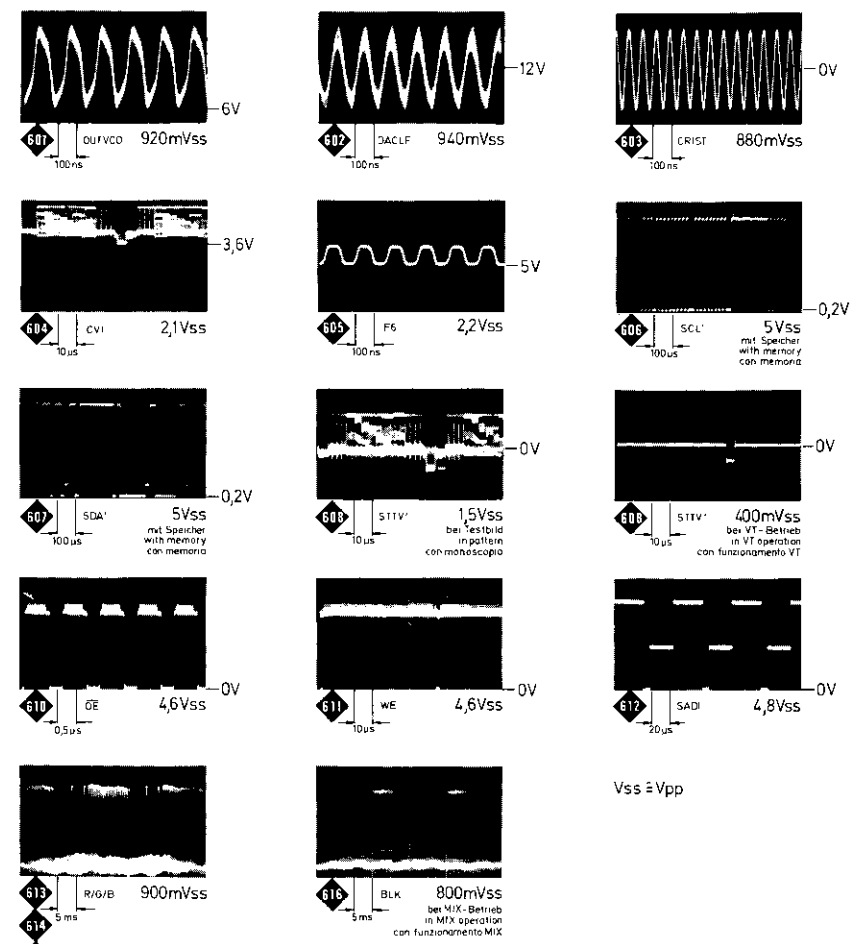 6V
601 OUFVCO 920mVss
100ns
12V
602 DACLF 940mVss
100ns
0V
603 CRIST 880mVss
100ns
3,6V
604 CVI 2,1Vss
10µs
5V
605 F6 2,2Vss
100ns
0,2V
606 SCL' 5Vss
100µs
mit Speicher
with memory
con memoria
0,2V
607 SDA' 5Vss
100µs
mit Speicher
with memory
con memoria
0V
608 STTV' 1,5Vss
10µs
bei Testbild
in pattern
con monoscopio
0V
608 STTV' 400mVss
10µs
bei VT-Betrieb
in VT operation
con funzionamento VT
0V
610 OE 4,6Vss
0,5µs
0V
611 WE 4,6Vss
10µs
0V
612 SADI 4,8Vss
20µs
613 R/G/B 900mVss
5ms
614
616 BLK 800mVss
5ms
bei MIX-Betrieb
in MIX operation
con funzionamento MIX
Vss ≙ Vpp